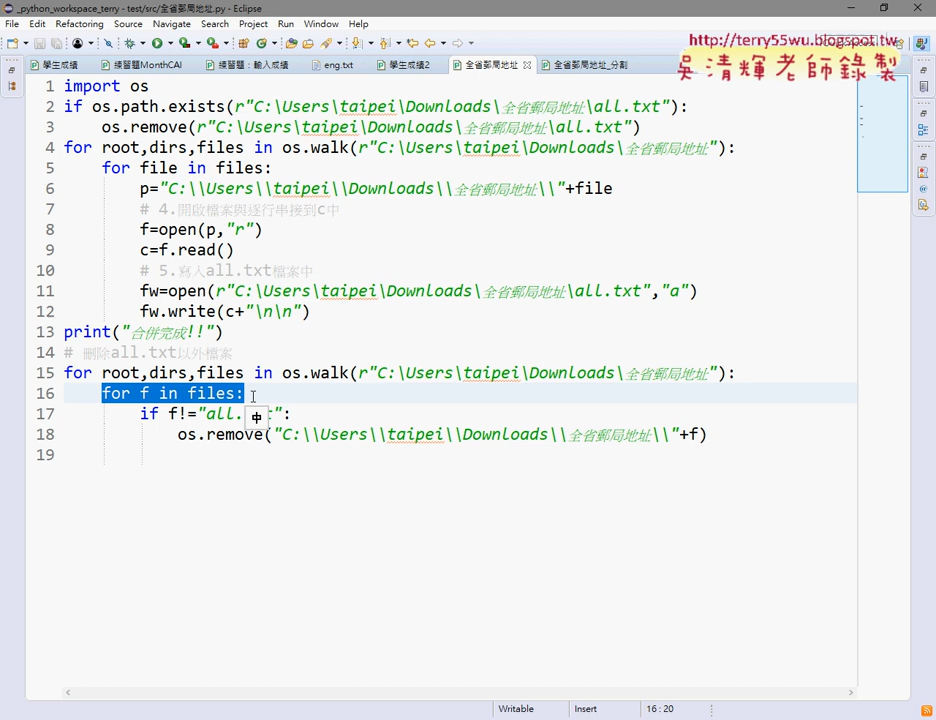 _python_workspace_terry - test/src/全省郵局地址.py - Eclipse
File Edit Refactoring Source Navigate Search Project Run Window Help
http://terry55wu.blogspot.tw
吳清輝老師錄製
學生成績 練習題MonthCAl 練習題：輸入成績 eng.txt 學生成績2 全省郵局地址 全省郵局地址_分割
1 import os
2 if os.path.exists(r"C:\Users\taipei\Downloads\全省郵局地址\all.txt"):
3 os.remove(r"C:\Users\taipei\Downloads\全省郵局地址\all.txt")
4 for root,dirs,files in os.walk(r"C:\Users\taipei\Downloads\全省郵局地址"):
5 for file in files:
6 p="C:\\Users\\taipei\\Downloads\\全省郵局地址\\"+file
7 # 4.開啟檔案與逐行串接到c中
8 f=open(p,"r")
9 c=f.read()
10 # 5.寫入all.txt檔案中
11 fw=open(r"C:\Users\taipei\Downloads\全省郵局地址\all.txt","a")
12 fw.write(c+"\n\n")
13 print("合併完成!!")
14 # 刪除all.txt以外檔案
15 for root,dirs,files in os.walk(r"C:\Users\taipei\Downloads\全省郵局地址"):
16 for f in files:
17 if f!="all. t":
中
18 os.remove("C:\\Users\\taipei\\Downloads\\全省郵局地址\\"+f)
19
Writable Insert 16 : 20